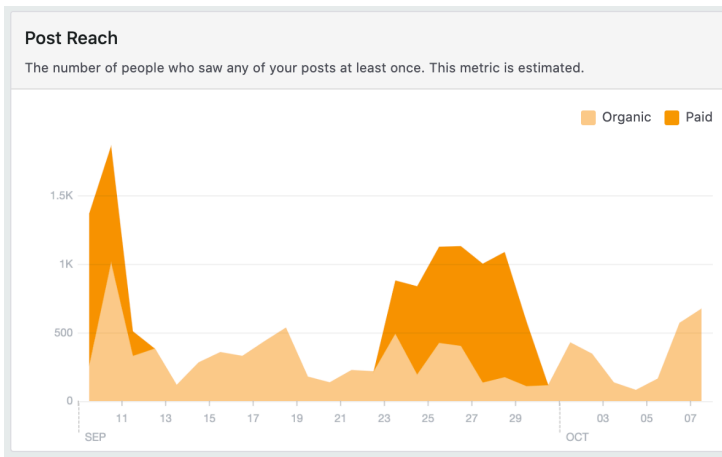 Post Reach
The number of people who saw any of your posts at least once. This metric is estimated.
Organic Paid
1.5K
1K
500
0
11 13 15 17 19 21 23 25 27 29 03 05 07
SEP OCT